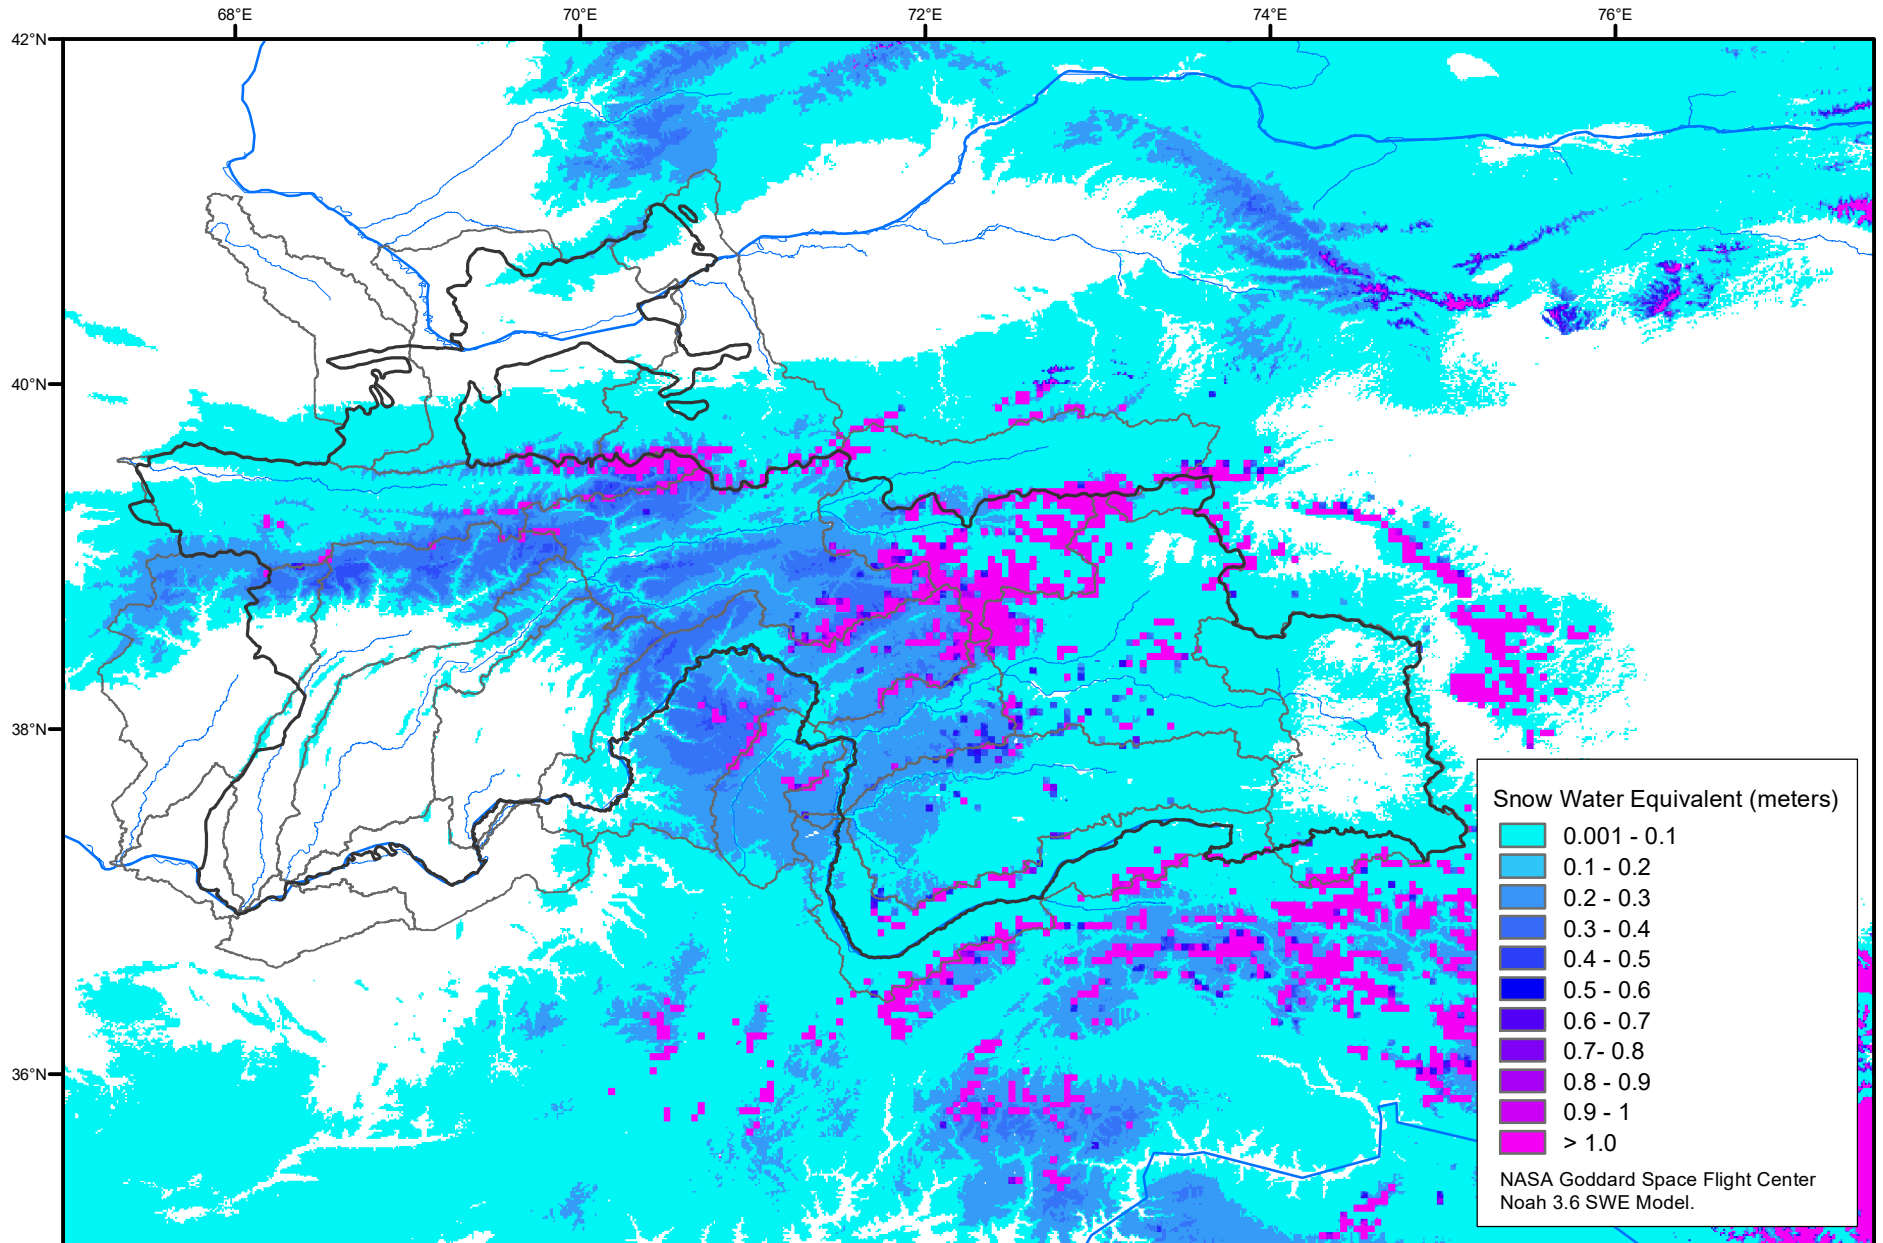 68°E 70°E 72°E 74°E 76°E
42°N
40°N
38°N
36°N
Snow Water Equivalent (meters)
0.001 - 0.1
0.1 - 0.2
0.2 - 0.3
0.3 - 0.4
0.4 - 0.5
0.5 - 0.6
0.6 - 0.7
0.7- 0.8
0.8 - 0.9
0.9 - 1
> 1.0
NASA Goddard Space Flight Center
Noah 3.6 SWE Model.